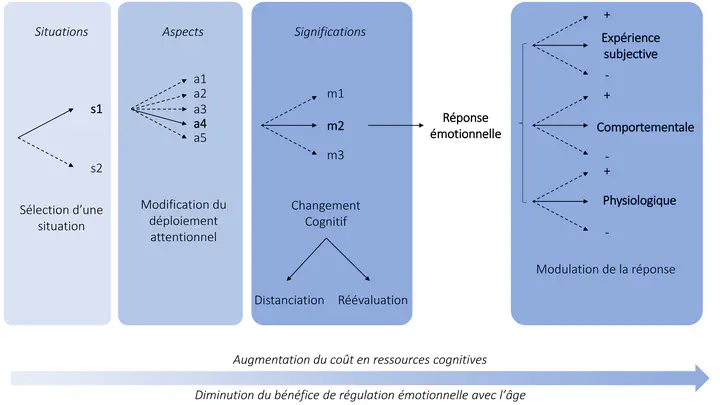 Situations
s1
s2
Sélection d’une
situation
Aspects
a1
a2
a3
a4
a5
Modification du
déploiement
attentionnel
Significations
m1
m2
m3
Changement
Cognitif
Distanciation
Réévaluation
Réponse
émotionnelle
+
Expérience
subjective
-
+
Comportementale
-
+
Physiologique
-
Modulation de la réponse
Augmentation du coût en ressources cognitives
Diminution du bénéfice de régulation émotionnelle avec l’âge